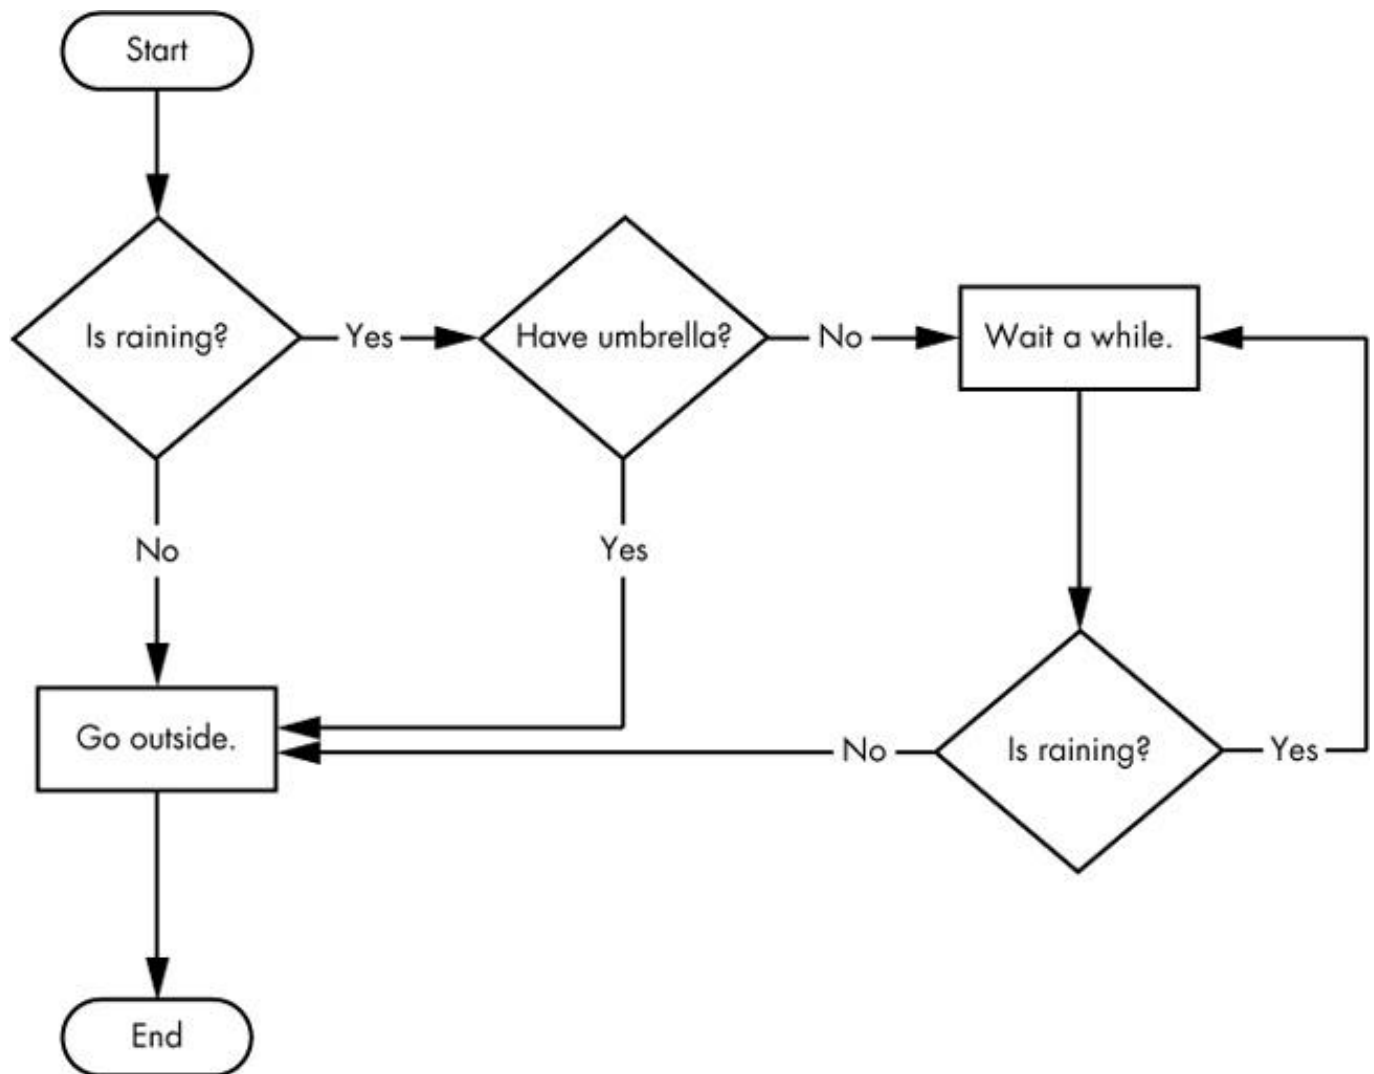 Start
Is raining?
Yes
Have umbrella?
No
Wait a while.
No
Yes
Go outside.
No
Is raining?
Yes
End